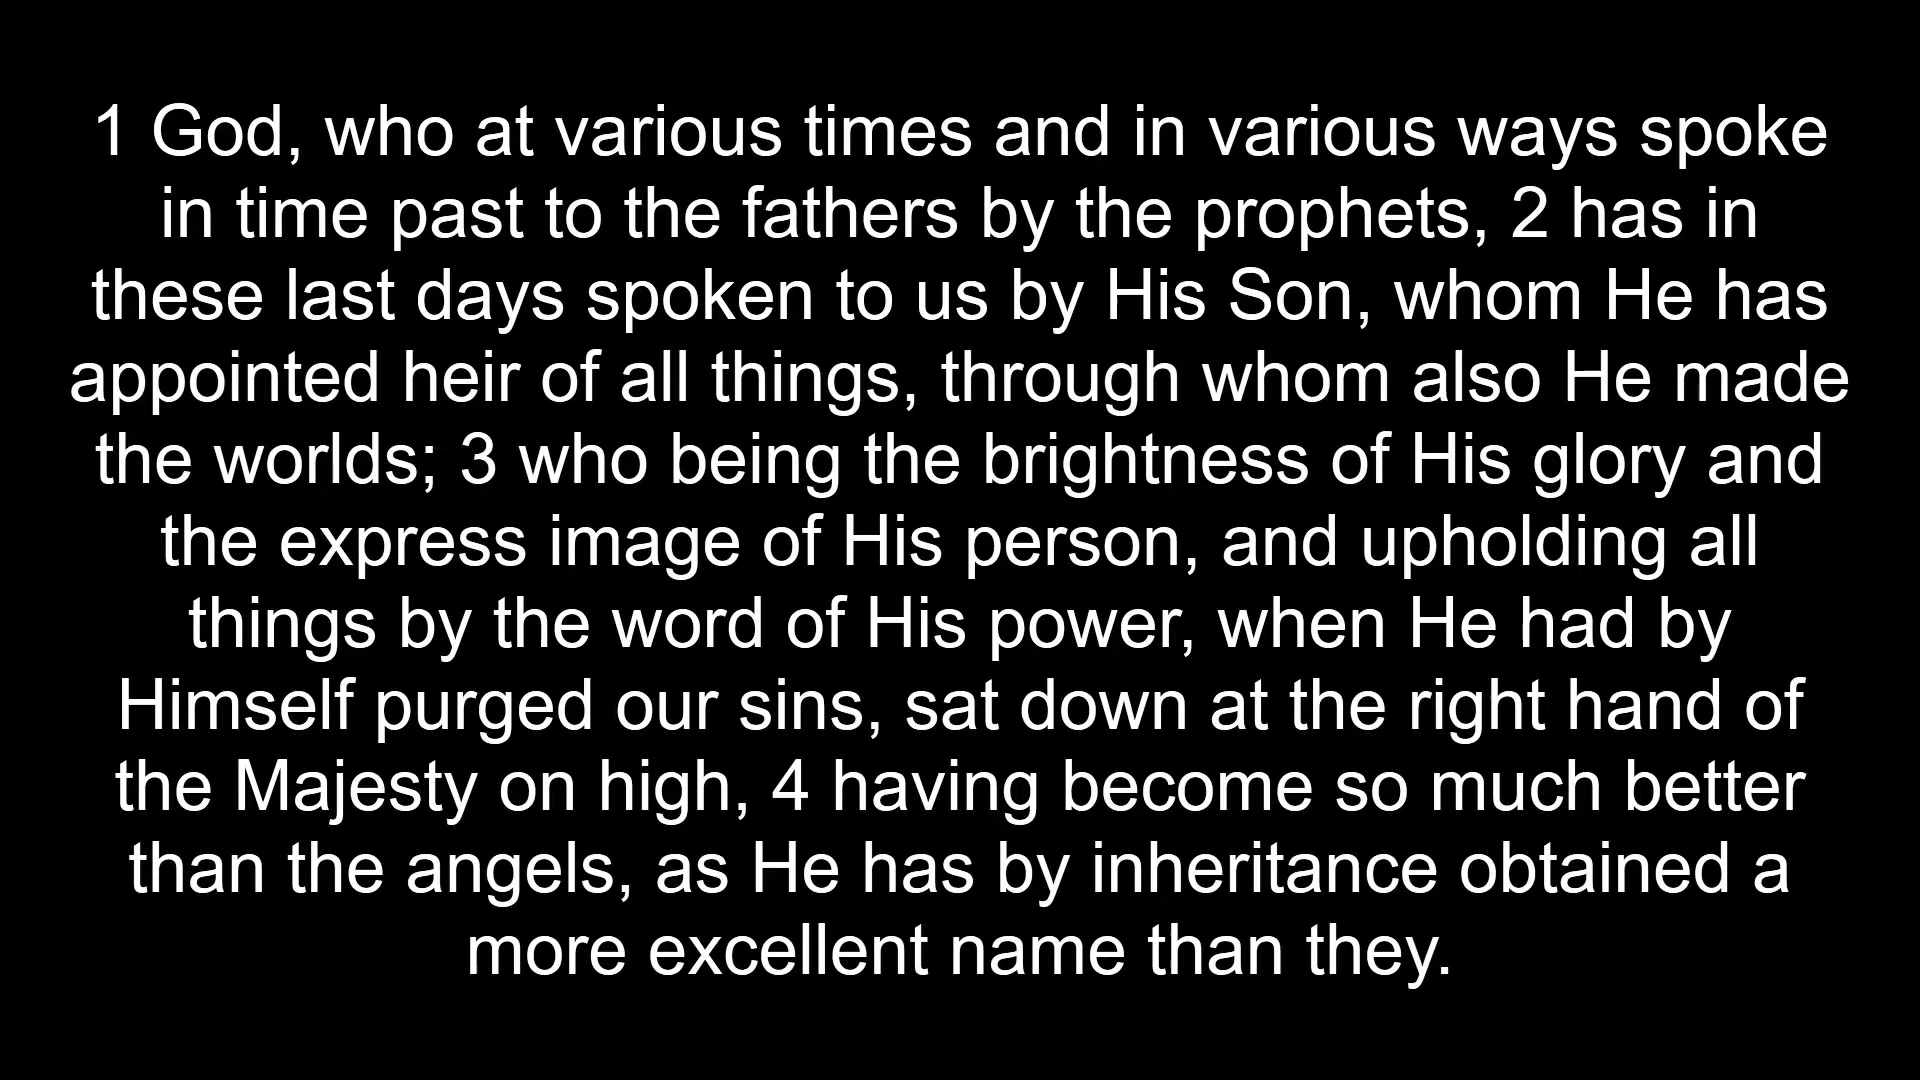 1 God, who at various times and in various ways spoke
in time past to the fathers by the prophets, 2 has in
these last days spoken to us by His Son, whom He has
appointed heir of all things, through whom also He made
the worlds; 3 who being the brightness of His glory and
the express image of His person, and upholding all
things by the word of His power, when He had by
Himself purged our sins, sat down at the right hand of
the Majesty on high, 4 having become so much better
than the angels, as He has by inheritance obtained a
more excellent name than they.